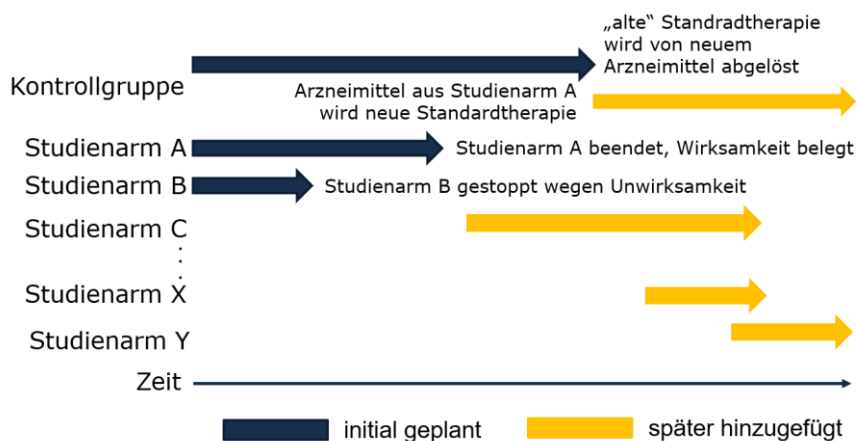 „alte“ Standradtherapie
wird von neuem
Arzneimittel abgelöst
Kontrollgruppe
Arzneimittel aus Studienarm A
wird neue Standardtherapie
Studienarm A
Studienarm A beendet, Wirksamkeit belegt
Studienarm B
Studienarm B gestoppt wegen Unwirksamkeit
Studienarm C
Studienarm X
Studienarm Y
Zeit
initial geplant
später hinzugefügt